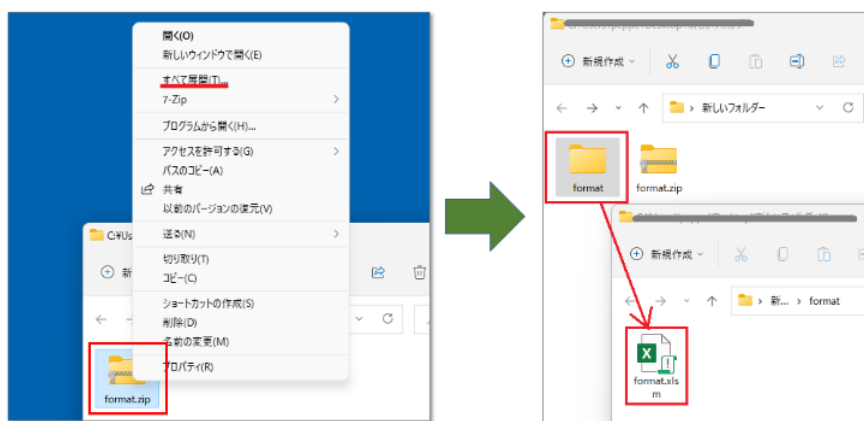 開く(O)
新しいウィンドウで開く(E)
すべて展開(T)...
7-Zip
プログラムから開く(H)...
アクセスを許可する(G)
パスのコピー(A)
共有
以前のバージョンの復元(V)
送る(N)
切り取り(T)
コピー(C)
ショートカットの作成(S)
削除(D)
名前の変更(M)
プロパティ(R)
C:¥Us
新
format.zip
新規作成
新しいフォルダー
format
format.zip
新規作成
新... › format
format.xls
m